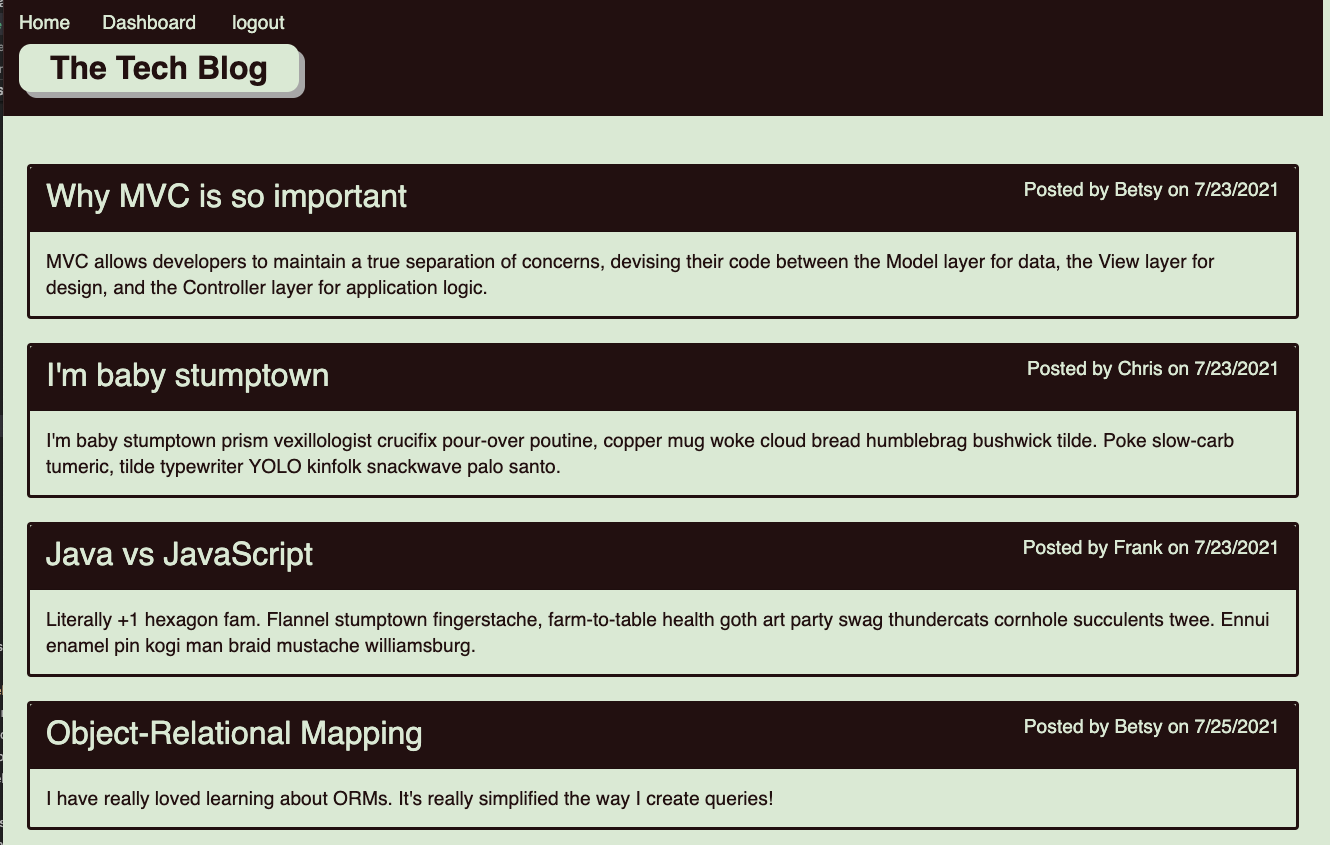 Home Dashboard logout
The Tech Blog
Why MVC is so important
Posted by Betsy on 7/23/2021
MVC allows developers to maintain a true separation of concerns, devising their code between the Model layer for data, the View layer for
design, and the Controller layer for application logic.
I'm baby stumptown
Posted by Chris on 7/23/2021
I'm baby stumptown prism vexillologist crucifix pour-over poutine, copper mug woke cloud bread humblebrag bushwick tilde. Poke slow-carb
tumeric, tilde typewriter YOLO kinfolk snackwave palo santo.
Java vs JavaScript
Posted by Frank on 7/23/2021
Literally +1 hexagon fam. Flannel stumptown fingerstache, farm-to-table health goth art party swag thundercats cornhole succulents twee. Ennui
enamel pin kogi man braid mustache williamsburg.
Object-Relational Mapping
Posted by Betsy on 7/25/2021
I have really loved learning about ORMs. It's really simplified the way I create queries!